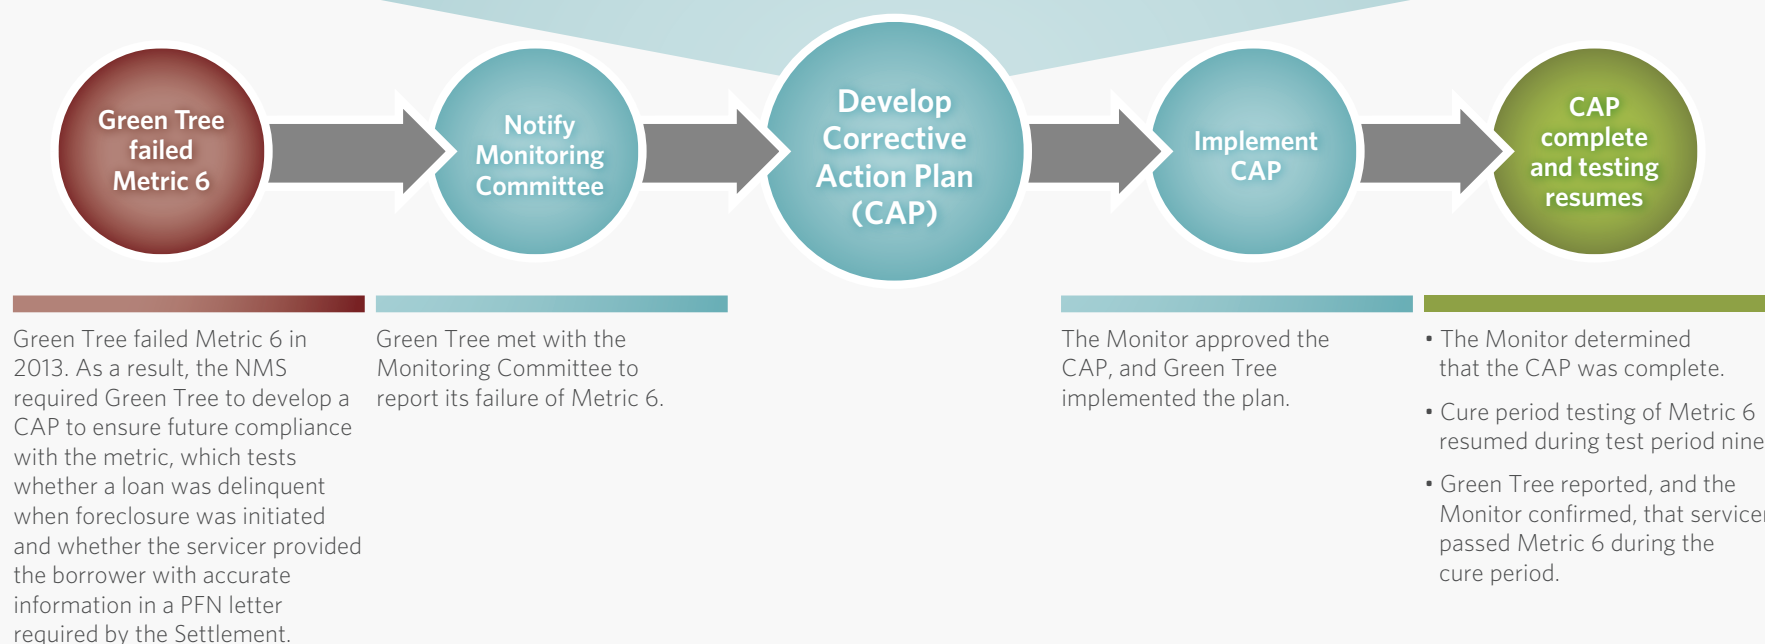 Green Tree
failed
Metric 6
Notify
Monitoring
Committee
Develop
Corrective
Action Plan
(CAP)
Implement
CAP
CAP
complete
and testing
resumes
Green Tree failed Metric 6 in
2013. As a result, the NMS
required Green Tree to develop a
CAP to ensure future compliance
with the metric, which tests
whether a loan was delinquent
when foreclosure was initiated
and whether the servicer provided
the borrower with accurate
information in a PFN letter
required by the Settlement.
Green Tree met with the
Monitoring Committee to
report its failure of Metric 6.
The Monitor approved the
CAP, and Green Tree
implemented the plan.
• The Monitor determined
that the CAP was complete.
• Cure period testing of Metric 6
resumed during test period nine
• Green Tree reported, and the
Monitor confirmed, that servicer
passed Metric 6 during the
cure period.